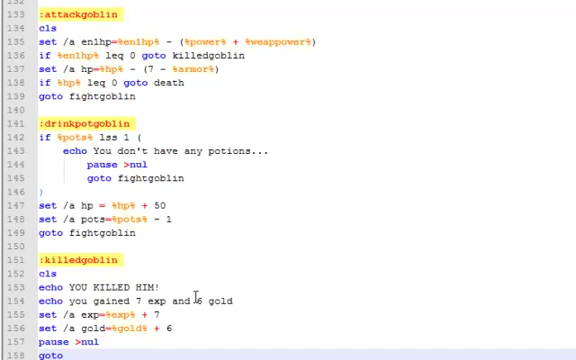 132
133 :attackgoblin
134 cls
135 set /a en1hp=%en1hp% - (%power% + %weappower%)
136 if %en1hp% leq 0 goto killedgoblin
137 set /a hp=%hp% - (7 - %armor%)
138 if %hp% leq 0 goto death
139 goto fightgoblin
140
141 :drinkpotgoblin
142 if %pots% lss 1 (
143 echo You don't have any potions...
144 pause >nul
145 goto fightgoblin
146 )
147 set /a hp = %hp% + 50
148 set /a pots=%pots% - 1
149 goto fightgoblin
150
151 :killedgoblin
152 cls
153 echo YOU KILLED HIM!
154 echo you gained 7 exp and 6 gold
155 set /a exp=%exp% + 7
156 set /a gold=%gold% + 6
157 pause >nul
158 goto